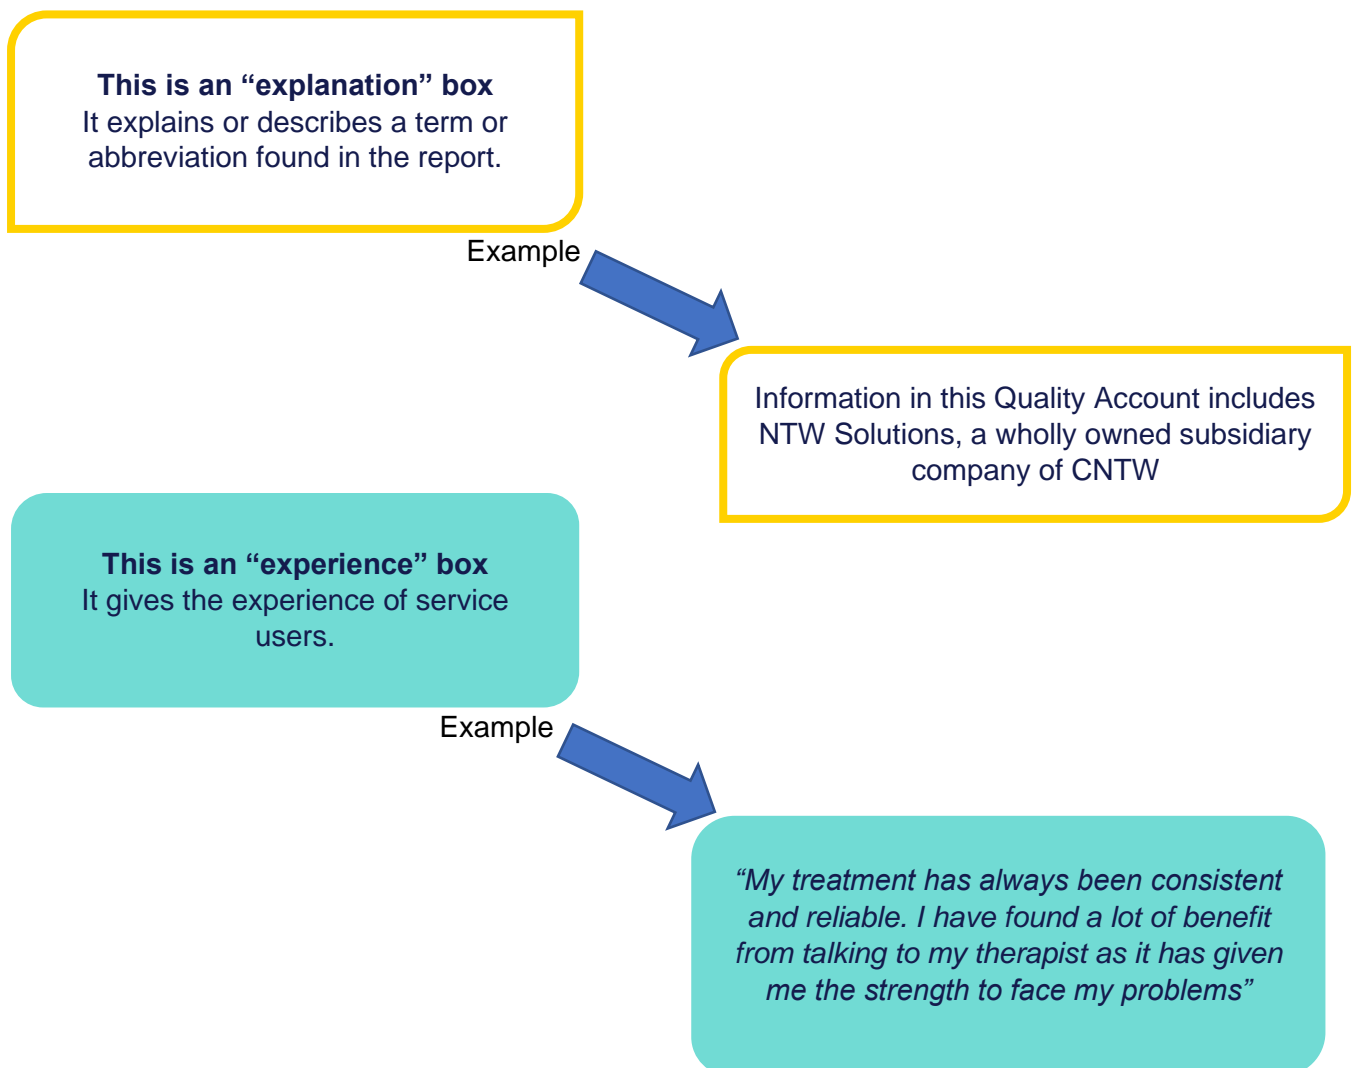 This is an “explanation” box
It explains or describes a term or
abbreviation found in the report.
Example
Information in this Quality Account includes
NTW Solutions, a wholly owned subsidiary
company of CNTW
This is an “experience” box
It gives the experience of service
users.
Example
“My treatment has always been consistent
and reliable. I have found a lot of benefit
from talking to my therapist as it has given
me the strength to face my problems”